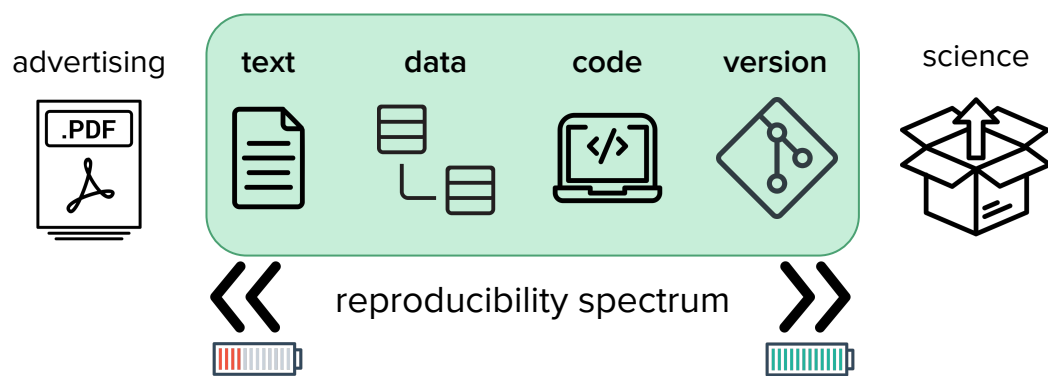 advertising
text
data
code
version
science
.PDF
</>
reproducibility spectrum